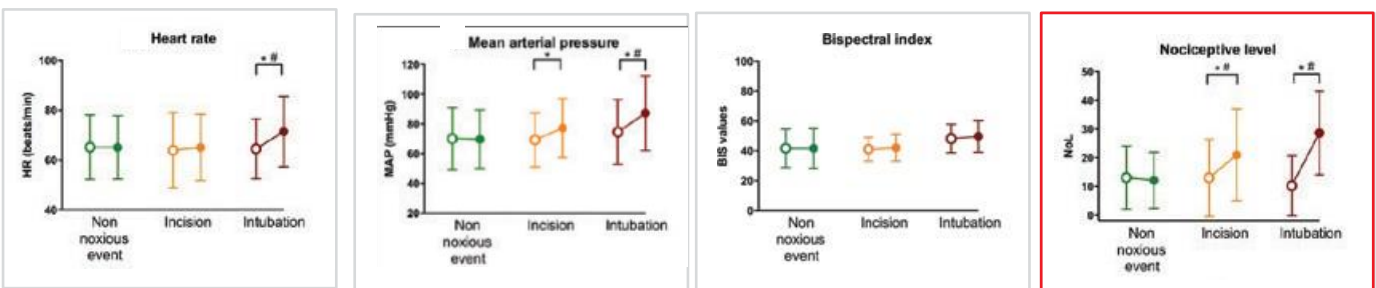 Heart rate
* #
100
80
60
40
HR (beats/min)
Non
noxious
event
Incision
Intubation
Mean arterial pressure
*
* #
120
100
80
60
40
20
MAP (mmHg)
Non
noxious
event
Incision
Intubation
Bispectral index
100
80
60
40
20
0
BIS values
Non
noxious
event
Incision
Intubation
Nociceptive level
* #
* #
50
40
30
20
10
0
NoL
Non
noxious
event
Incision
Intubation